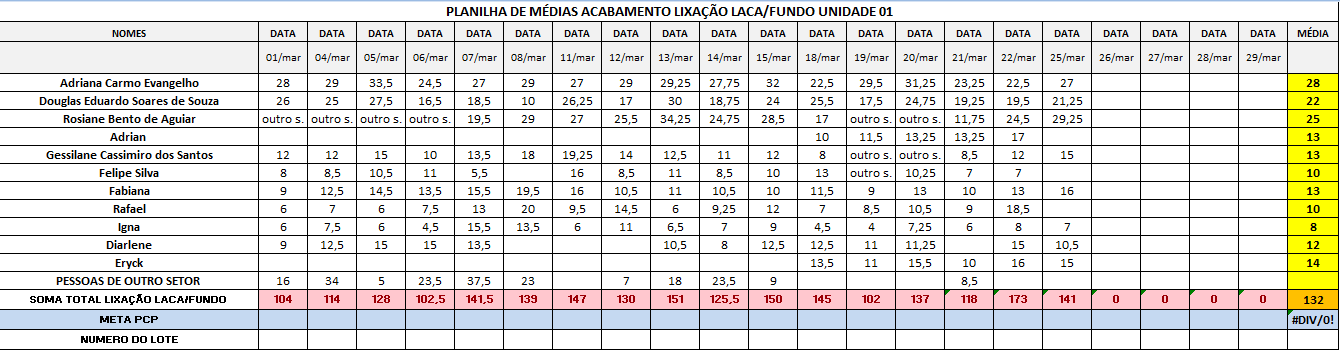 PLANILHA DE MÉDIAS ACABAMENTO LIXAÇÃO LACA/FUNDO UNIDADE 01
NOMES DATA DATA DATA DATA DATA DATA DATA DATA DATA DATA DATA DATA DATA DATA DATA DATA DATA DATA DATA DATA DATA MÉDIA
01/mar 04/mar 05/mar 06/mar 07/mar 08/mar 11/mar 12/mar 13/mar 14/mar 15/mar 18/mar 19/mar 20/mar 21/mar 22/mar 25/mar 26/mar 27/mar 28/mar 29/mar
Adriana Carmo Evangelho 28 29 33,5 24,5 27 29 27 29 29,25 27,75 32 22,5 29,5 31,25 23,25 22,5 27 28
Douglas Eduardo Soares de Souza 26 25 27,5 16,5 18,5 10 26,25 17 30 18,75 24 25,5 17,5 24,75 19,25 19,5 21,25 22
Rosiane Bento de Aguiar outro s. outro s. outro s. outro s. 19,5 29 27 25,5 34,25 24,75 28,5 17 outro s. outro s. 11,75 24,5 29,25 25
Adrian 10 11,5 13,25 13,25 17 13
Gessilane Cassimiro dos Santos 12 12 15 10 13,5 18 19,25 14 12,5 11 12 8 outro s. outro s. 8,5 12 15 13
Felipe Silva 8 8,5 10,5 11 5,5 16 8,5 11 8,5 10 13 outro s. 10,25 7 7 10
Fabiana 9 12,5 14,5 13,5 15,5 19,5 16 10,5 11 10,5 10 11,5 9 13 10 13 16 13
Rafael 6 7 6 7,5 13 20 9,5 14,5 6 9,25 12 7 8,5 10,5 9 18,5 10
Igna 6 7,5 6 4,5 15,5 13,5 6 11 6,5 7 9 4,5 4 7,25 6 8 7 8
Diarlene 9 12,5 15 15 13,5 10,5 8 12,5 12,5 11 11,25 15 10,5 12
Eryck 13,5 11 15,5 10 16 15 14
PESSOAS DE OUTRO SETOR 16 34 5 23,5 37,5 23 7 18 23,5 9 8,5
SOMA TOTAL LIXAÇÃO LACA/FUNDO 104 114 128 102,5 141,5 139 147 130 151 125,5 150 145 102 137 118 173 141 0 0 0 0 132
META PCP #DIV/0!
NUMERO DO LOTE